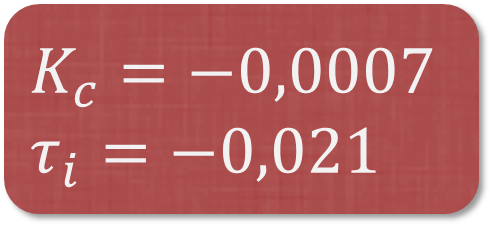 K_c = −0,0007
τ_i = −0,021